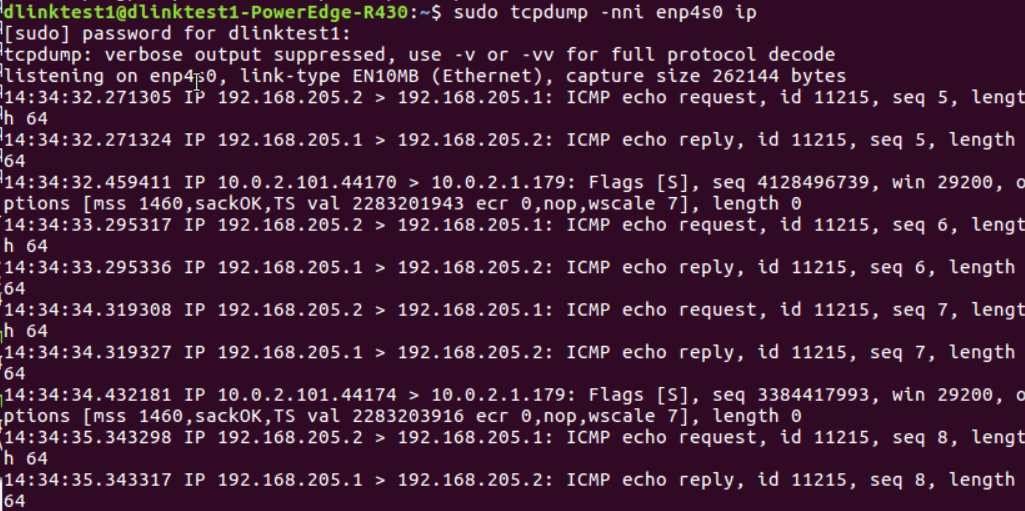 dlinktest1@dlinktest1-PowerEdge-R430:~$ sudo tcpdump -nni enp4s0 ip
[sudo] password for dlinktest1:
tcpdump: verbose output suppressed, use -v or -vv for full protocol decode
listening on enp4s0, link-type EN10MB (Ethernet), capture size 262144 bytes
14:34:32.271305 IP 192.168.205.2 > 192.168.205.1: ICMP echo request, id 11215, seq 5, lengt
h 64
14:34:32.271324 IP 192.168.205.1 > 192.168.205.2: ICMP echo reply, id 11215, seq 5, length
64
14:34:32.459411 IP 10.0.2.101.44170 > 10.0.2.1.179: Flags [S], seq 4128496739, win 29200, o
ptions [mss 1460,sackOK,TS val 2283201943 ecr 0,nop,wscale 7], length 0
14:34:33.295317 IP 192.168.205.2 > 192.168.205.1: ICMP echo request, id 11215, seq 6, lengt
h 64
14:34:33.295336 IP 192.168.205.1 > 192.168.205.2: ICMP echo reply, id 11215, seq 6, length
64
14:34:34.319308 IP 192.168.205.2 > 192.168.205.1: ICMP echo request, id 11215, seq 7, lengt
h 64
14:34:34.319327 IP 192.168.205.1 > 192.168.205.2: ICMP echo reply, id 11215, seq 7, length
64
14:34:34.432181 IP 10.0.2.101.44174 > 10.0.2.1.179: Flags [S], seq 3384417993, win 29200, o
ptions [mss 1460,sackOK,TS val 2283203916 ecr 0,nop,wscale 7], length 0
14:34:35.343298 IP 192.168.205.2 > 192.168.205.1: ICMP echo request, id 11215, seq 8, lengt
h 64
14:34:35.343317 IP 192.168.205.1 > 192.168.205.2: ICMP echo reply, id 11215, seq 8, length
64